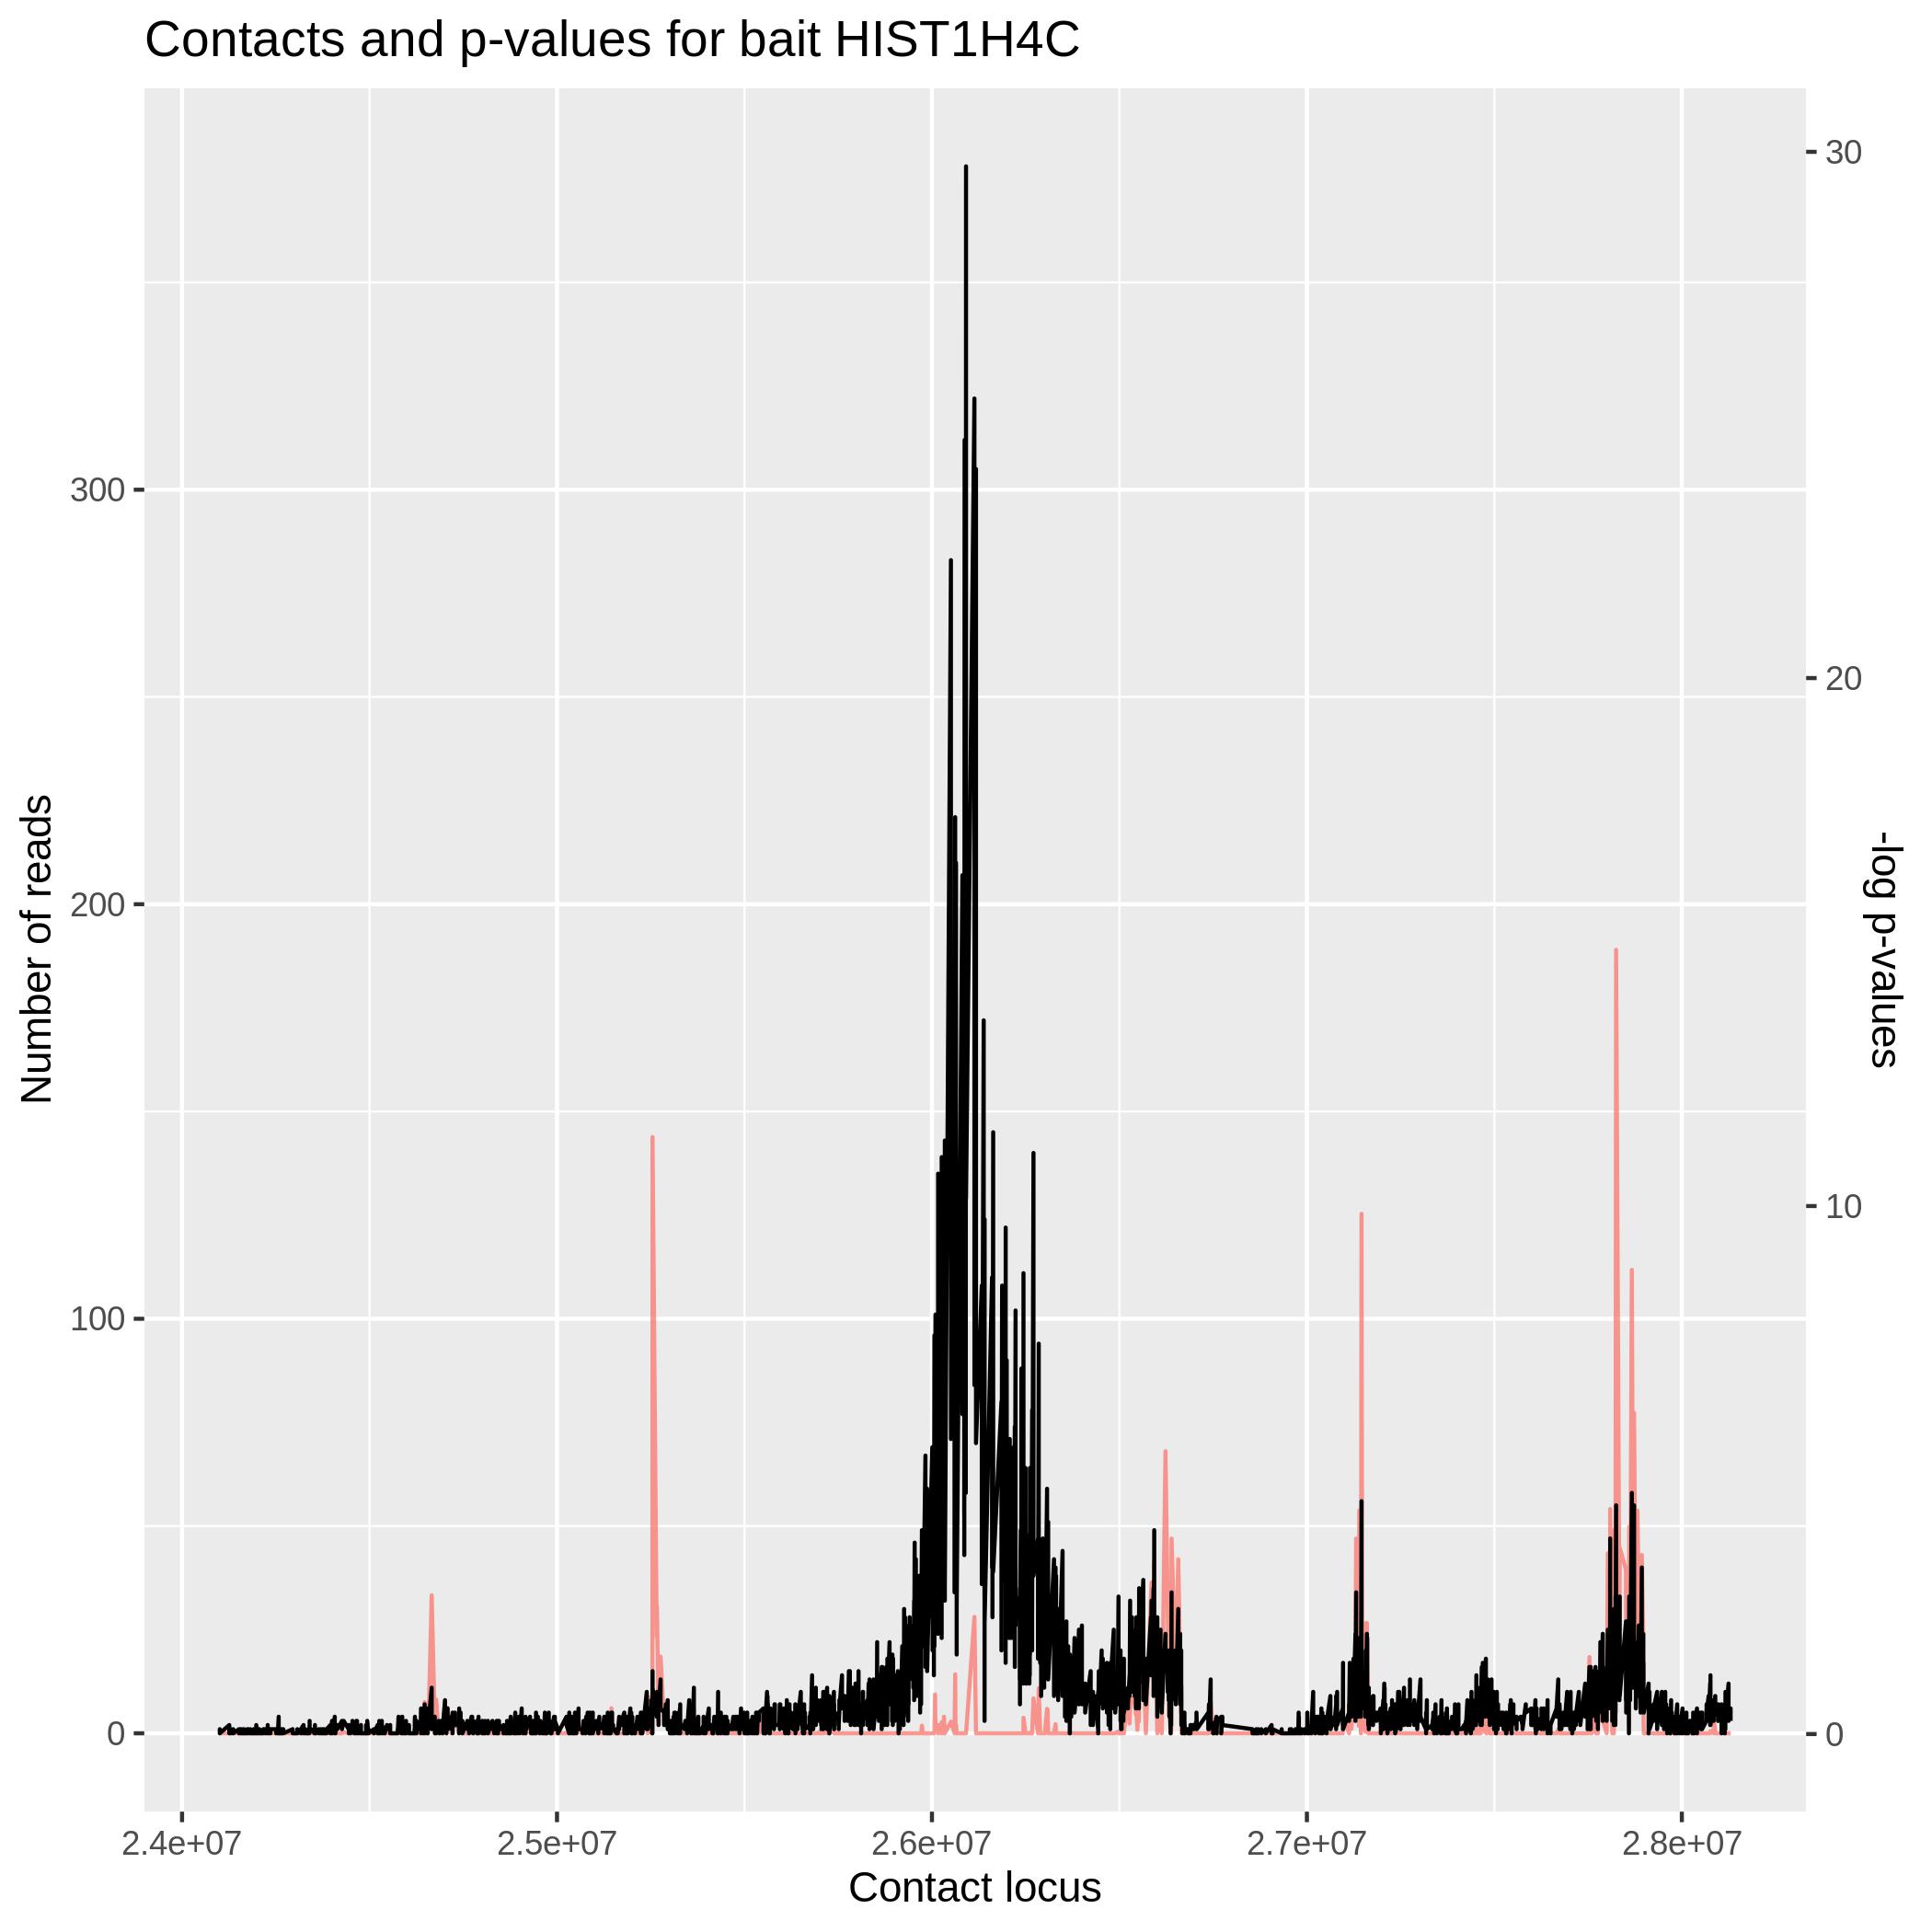 Contacts and p-values for bait HIST1H4C
Number of reads
300
200
100
0
30
20
10
0
-log p-values
2.4e+07
2.5e+07
2.6e+07
2.7e+07
2.8e+07
Contact locus